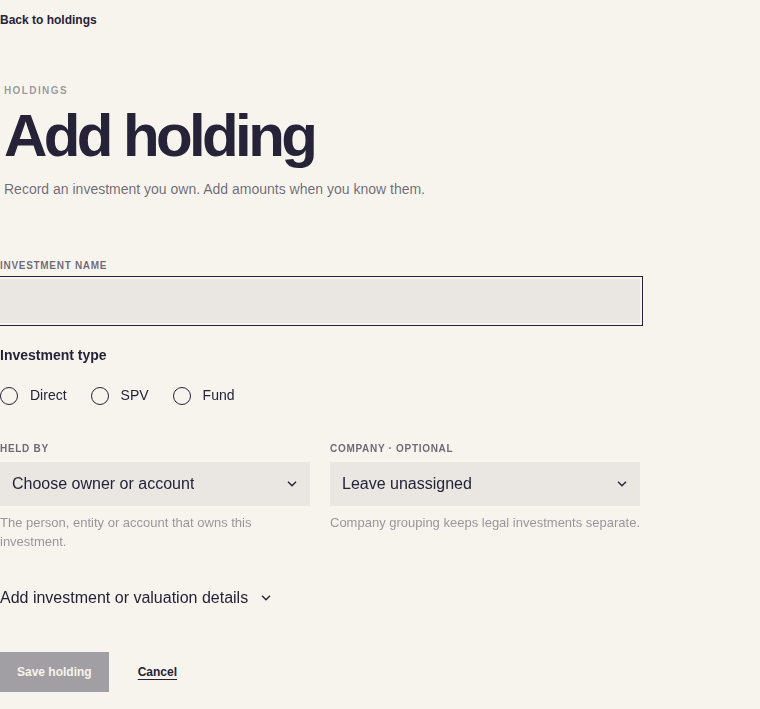 Back to holdings
HOLDINGS
Add holding
Record an investment you own. Add amounts when you know them.
INVESTMENT NAME
Investment type
Direct SPV Fund
HELD BY COMPANY · OPTIONAL
Choose owner or account Leave unassigned
The person, entity or account that owns this Company grouping keeps legal investments separate.
investment.
Add investment or valuation details
Save holding Cancel